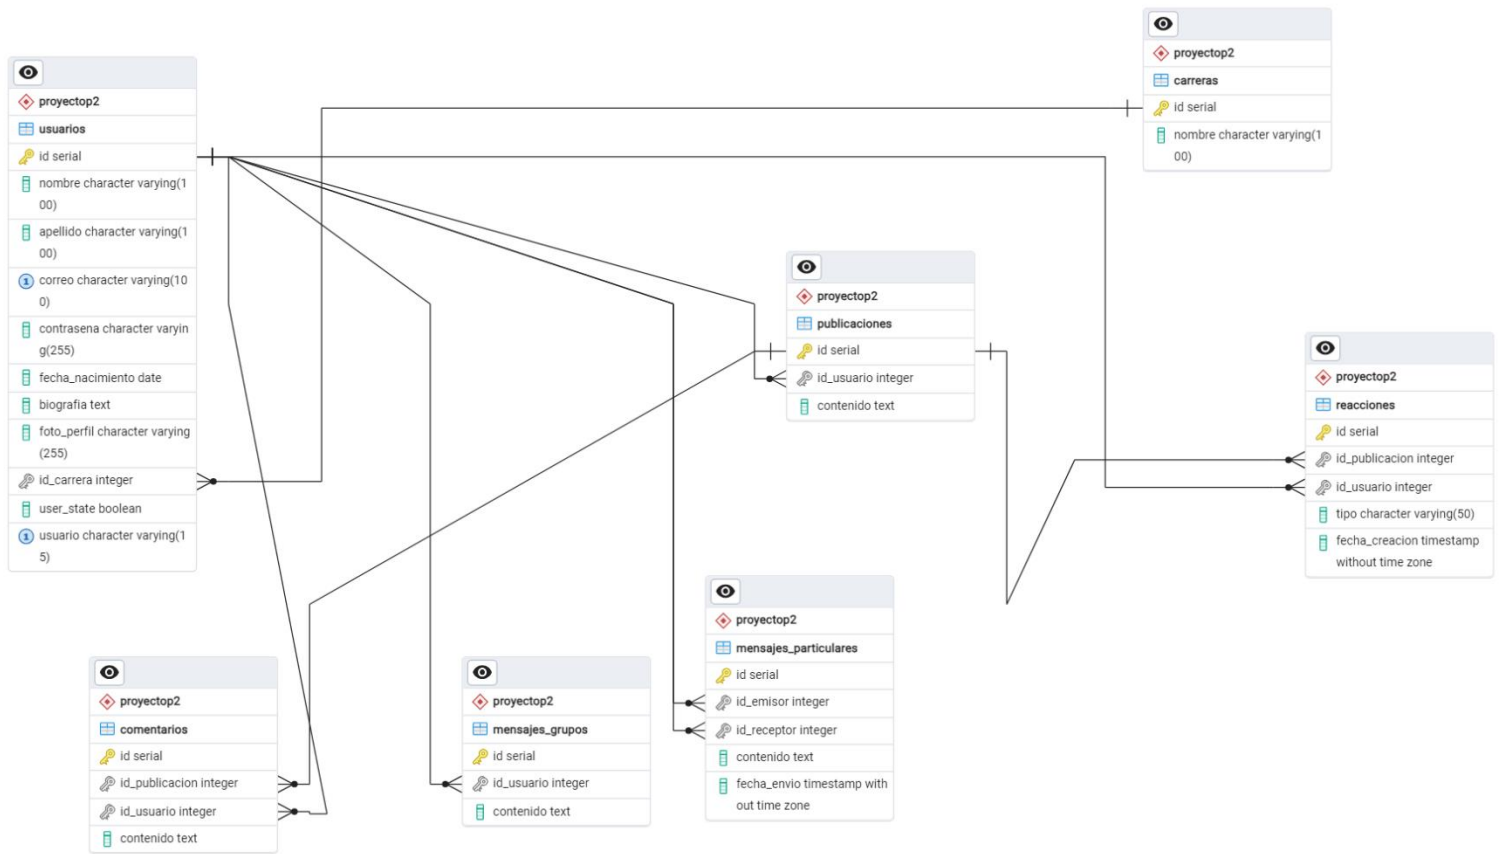 proyectop2
usuarios
id serial
nombre character varying(1
00)
apellido character varying(1
00)
correo character varying(10
0)
contrasena character varyin
g(255)
fecha_nacimiento date
biografia text
foto_perfil character varying
(255)
id_carrera integer
user_state boolean
usuario character varying(1
5)
proyectop2
carreras
id serial
nombre character varying(1
00)
proyectop2
publicaciones
id serial
id_usuario integer
contenido text
proyectop2
reacciones
id serial
id_publicacion integer
id_usuario integer
tipo character varying(50)
fecha_creacion timestamp
without time zone
proyectop2
comentarios
id serial
id_publicacion integer
id_usuario integer
contenido text
proyectop2
mensajes_grupos
id serial
id_usuario integer
contenido text
proyectop2
mensajes_particulares
id serial
id_emisor integer
id_receptor integer
contenido text
fecha_envio timestamp with
out time zone